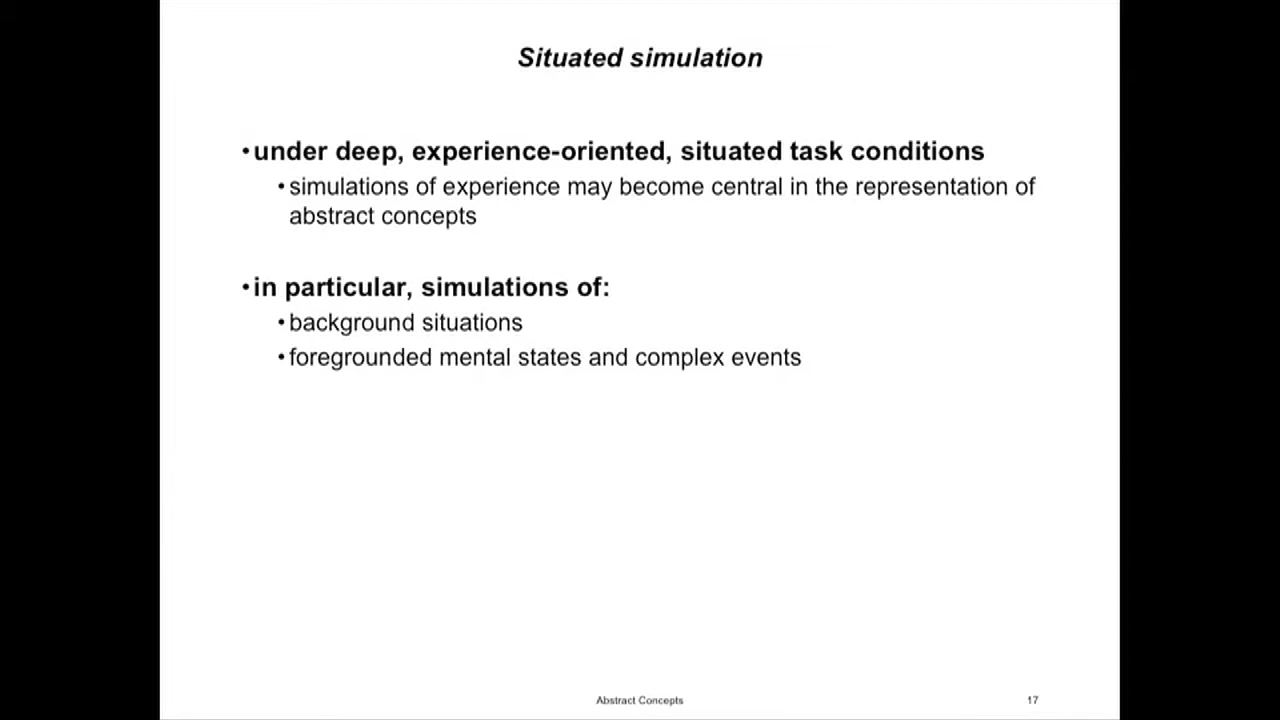 Situated simulation
•under deep, experience-oriented, situated task conditions
•simulations of experience may become central in the representation of
abstract concepts
•in particular, simulations of:
•background situations
•foregrounded mental states and complex events
Abstract Concepts
17